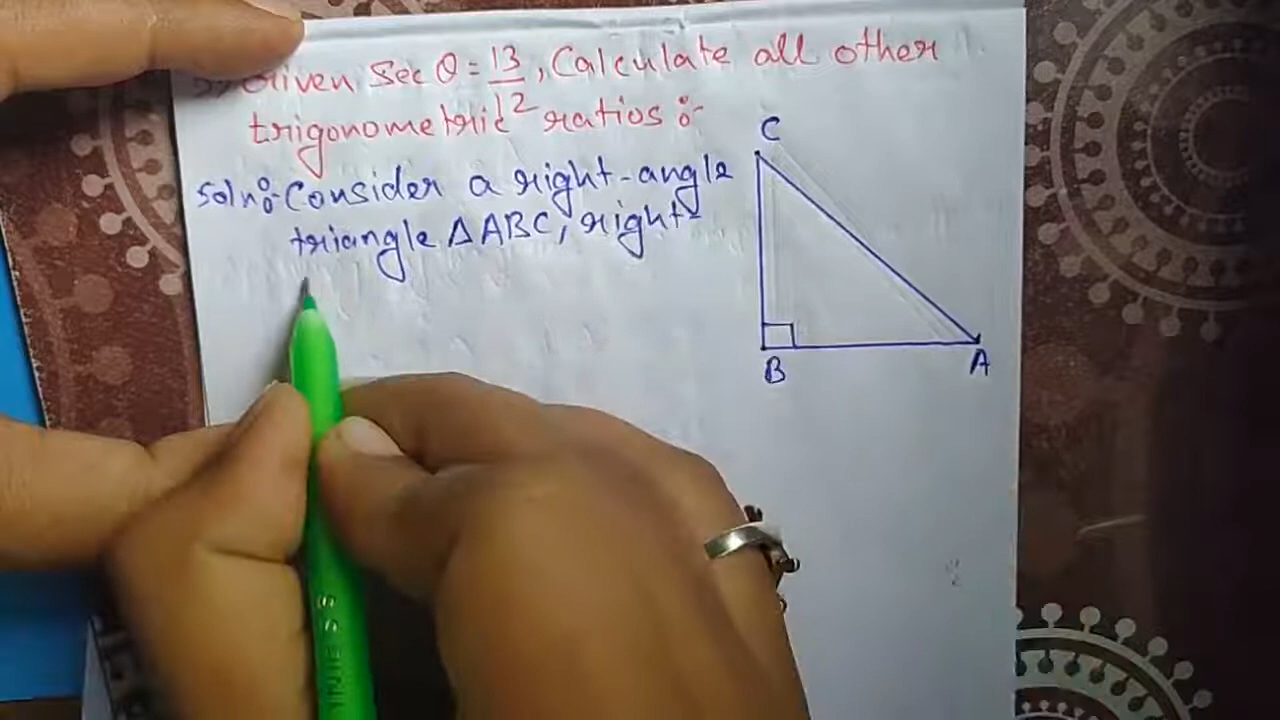 Given Sec θ = 13/12, Calculate all other
trigonometric ratios :-
Soln:- Consider a right-angle
triangle ΔABC, right-
C
B
A